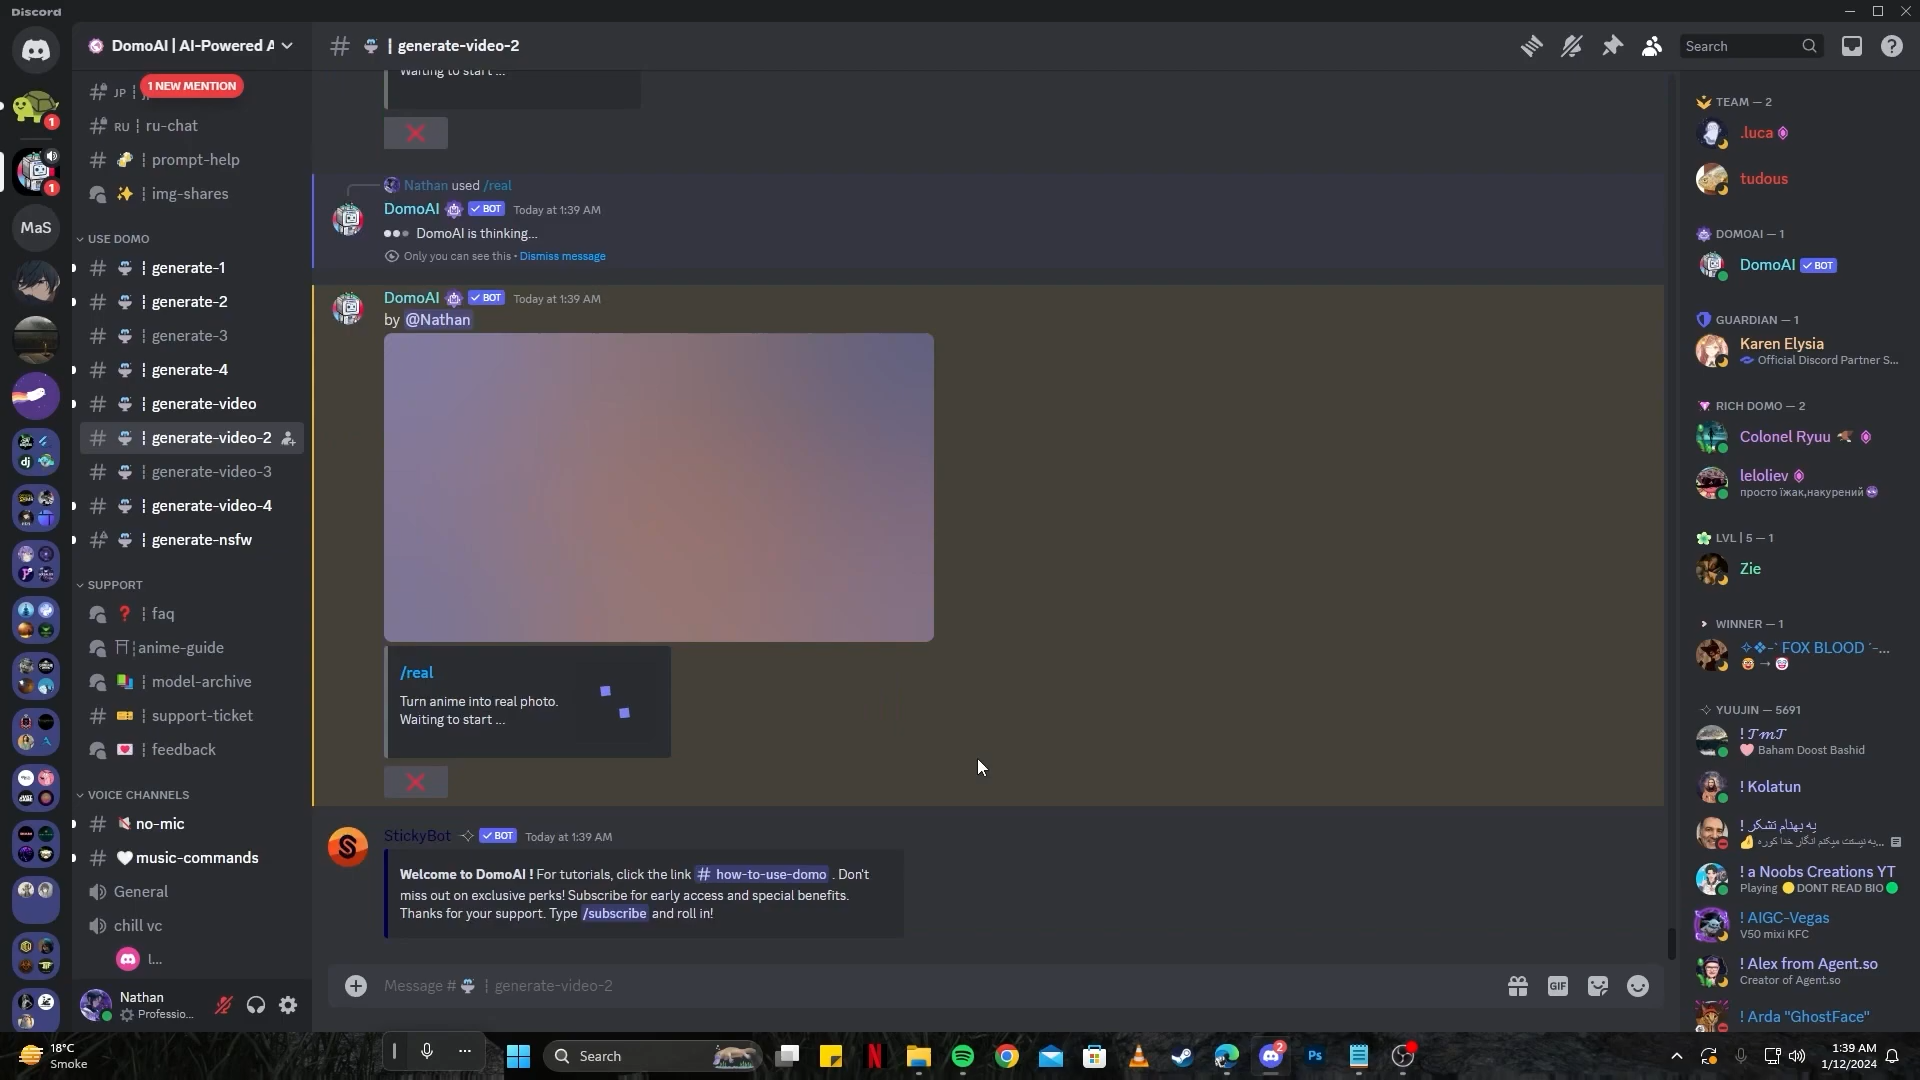 Discord
DomoAI | AI-Powered A
JP
1 NEW MENTION
RU ¦ ru-chat
¦ prompt-help
¦ img-shares
MaS
USE DOMO
¦ generate-1
¦ generate-2
¦ generate-3
¦ generate-4
¦ generate-video
¦ generate-video-2
¦ generate-video-3
¦ generate-video-4
¦ generate-nsfw
SUPPORT
¦ faq
¦anime-guide
¦ model-archive
¦ support-ticket
¦ feedback
VOICE CHANNELS
no-mic
music-commands
General
chill vc
I...
Nathan
Professio...
# | generate-video-2
Search
Waiting to start ...
Nathan used /real
DomoAI BOT Today at 1:39 AM
DomoAI is thinking...
Only you can see this • Dismiss message
DomoAI BOT Today at 1:39 AM
by @Nathan
/real
Turn anime into real photo.
Waiting to start ...
StickyBot BOT Today at 1:39 AM
Welcome to DomoAI ! For tutorials, click the link # how-to-use-domo . Don't
miss out on exclusive perks! Subscribe for early access and special benefits.
Thanks for your support. Type /subscribe and roll in!
Message # ¦ generate-video-2
GIF
TEAM — 2
.luca
tudous
DOMOAI — 1
DomoAI BOT
GUARDIAN — 1
Karen Elysia
Official Discord Partner S...
RICH DOMO — 2
Colonel Ryuu
leloliev
просто їжак,накурений
LVL | 5 — 1
Zie
WINNER — 1
FOX BLOOD
YUUJIN — 5691
! TmT
Baham Doost Bashid
! Kolatun
! a Noobs Creations YT
Playing DONT READ BIO
! AIGC-Vegas
V50 mixi KFC
! Alex from Agent.so
Creator of Agent.so
! Arda "GhostFace"
18°C
Smoke
Search
Ps
2
1:39 AM
1/12/2024